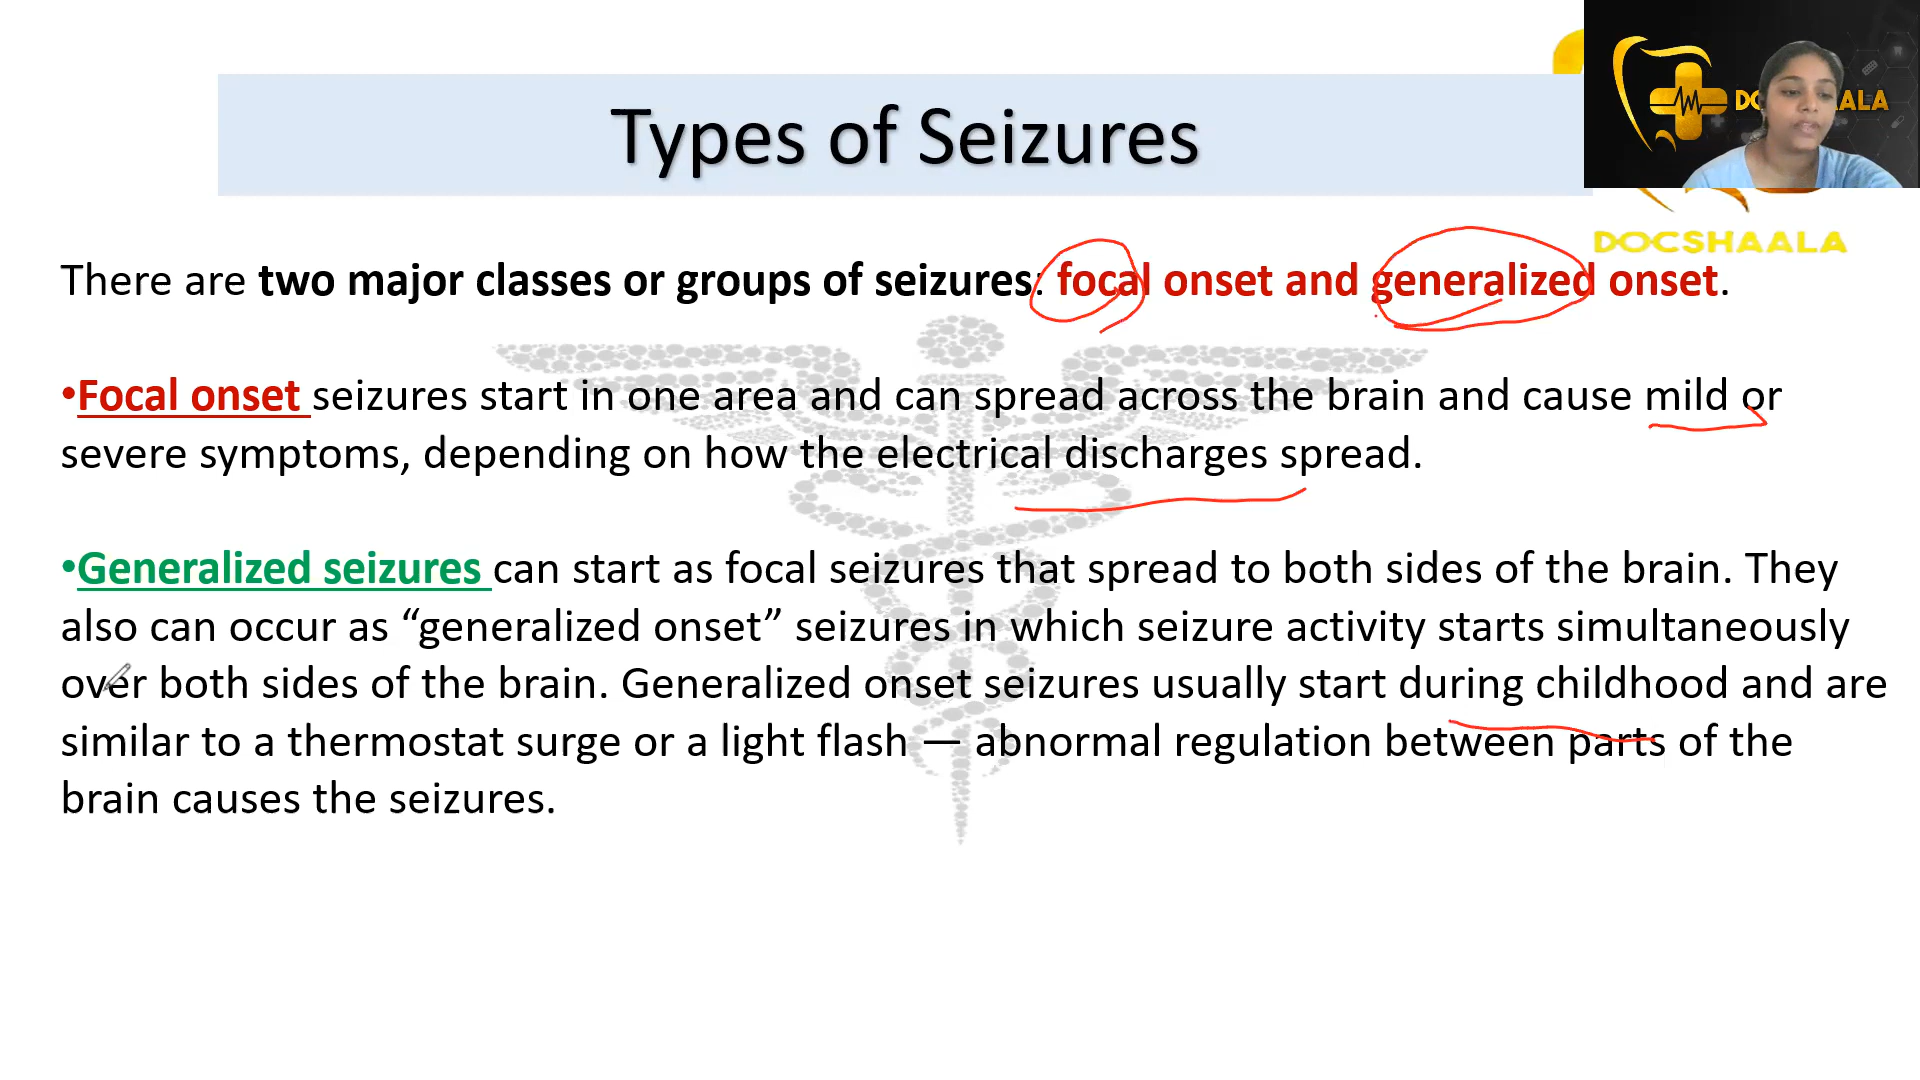 Types of Seizures
DOCSHAALA
There are two major classes or groups of seizures: focal onset and generalized onset.
•Focal onset seizures start in one area and can spread across the brain and cause mild or
severe symptoms, depending on how the electrical discharges spread.
•Generalized seizures can start as focal seizures that spread to both sides of the brain. They
also can occur as “generalized onset” seizures in which seizure activity starts simultaneously
over both sides of the brain. Generalized onset seizures usually start during childhood and are
similar to a thermostat surge or a light flash — abnormal regulation between parts of the
brain causes the seizures.